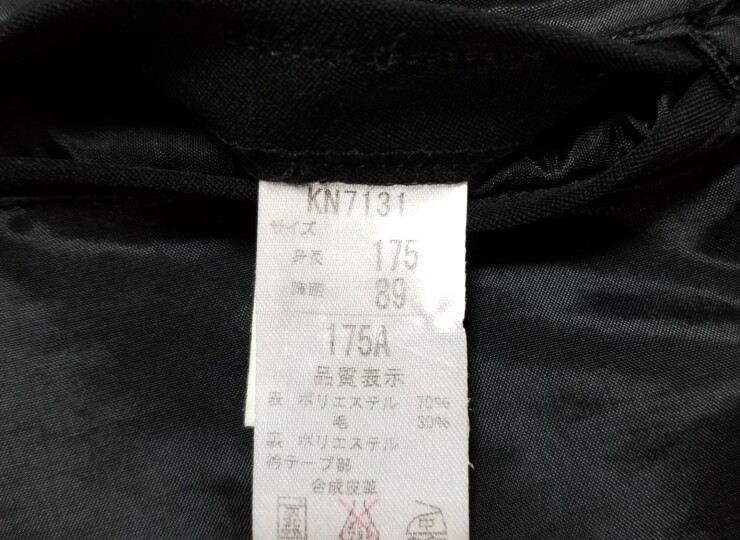 KN7131
サイズ
身長 175
胸囲 89
175A
品質表示
表 ポリエステル 70%
毛 30%
裏 ポリエステル
衿テープ部
合成皮革
中